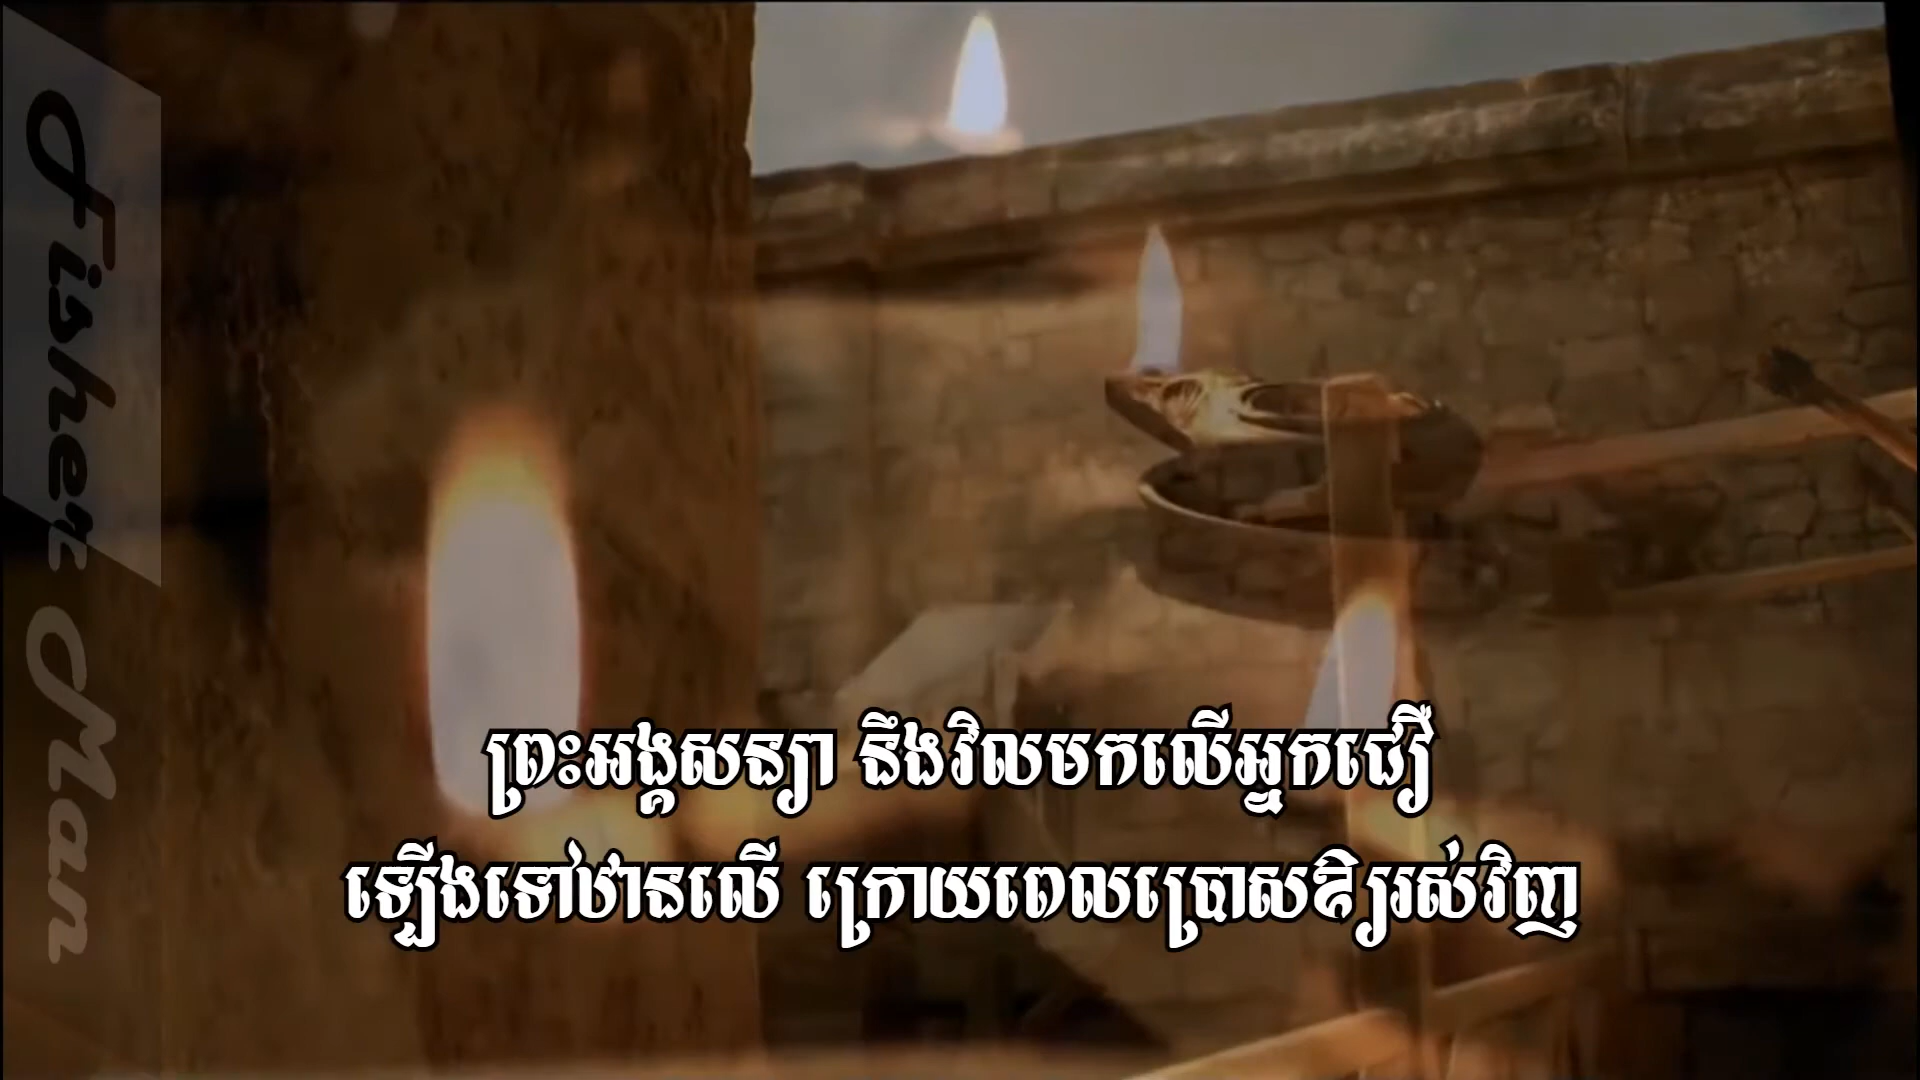 Fisher Man
ព្រះអង្គសន្យា នឹងវិលមកលើអ្នកជឿ
ឡើងទៅឋានលើ ក្រោយពេលប្រោសឱ្យរស់វិញ